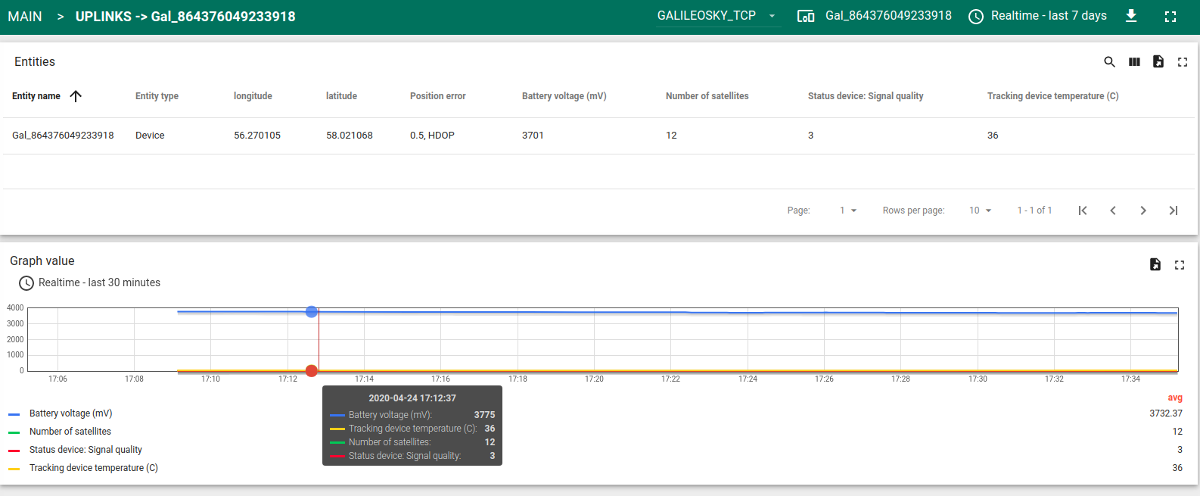 MAIN > UPLINKS -> Gal_864376049233918 GALILEOSKY_TCP Gal_864376049233918 Realtime - last 7 days
Entities
Entity name Entity type longitude latitude Position error Battery voltage (mV) Number of satellites Status device: Signal quality Tracking device temperature (C)
Gal_864376049233918 Device 56.270105 58.021068 0.5, HDOP 3701 12 3 36
Page: 1 Rows per page: 10 1 - 1 of 1
Graph value
Realtime - last 30 minutes
4000
3000
2000
1000
0
17:06 17:08 17:10 17:12 17:14 17:16 17:18 17:20 17:22 17:24 17:26 17:28 17:30 17:32 17:34
2020-04-24 17:12:37
Battery voltage (mV): 3775
Tracking device temperature (C): 36
Number of satellites: 12
Status device: Signal quality: 3
avg
Battery voltage (mV) 3732.37
Number of satellites 12
Status device: Signal quality 3
Tracking device temperature (C) 36